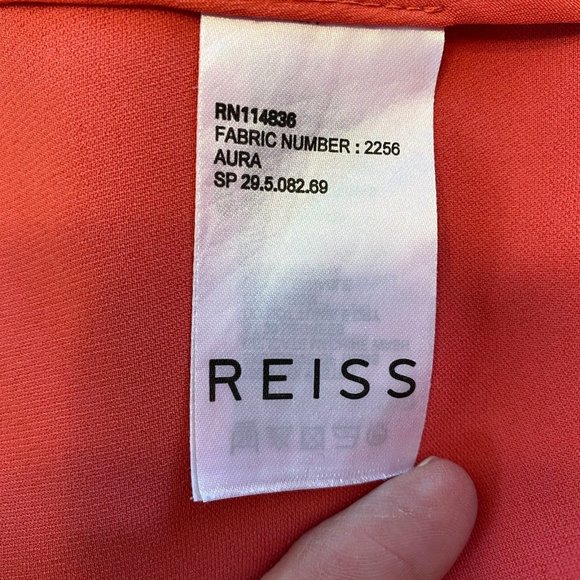 RN114836
FABRIC NUMBER : 2256
AURA
SP 29.5.082.69
REISS